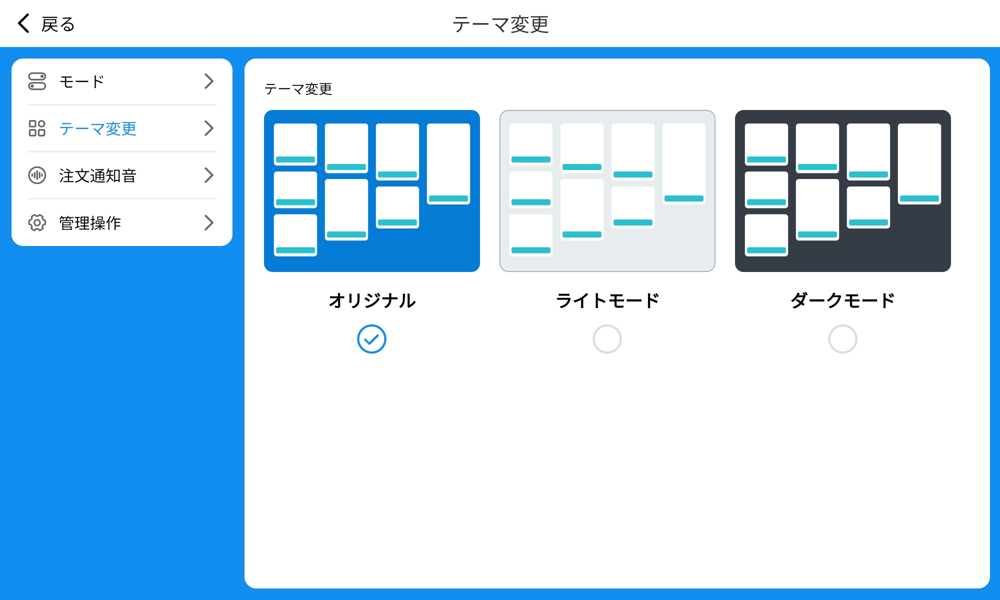 戻る
テーマ変更
モード
テーマ変更
注文通知音
管理操作
テーマ変更
オリジナル
ライトモード
ダークモード